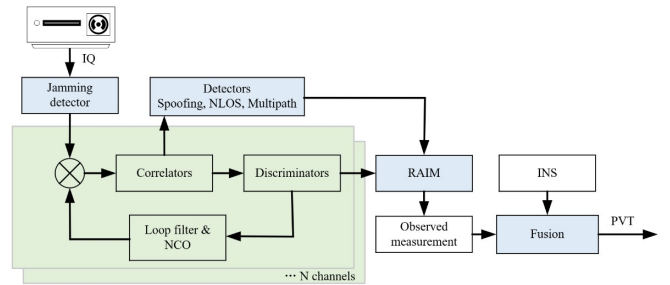 IQ
Jamming
detector
Detectors
Spoofing, NLOS, Multipath
Correlators
Discriminators
RAIM
INS
Loop filter &
NCO
Observed
measurement
Fusion
PVT
··· N channels